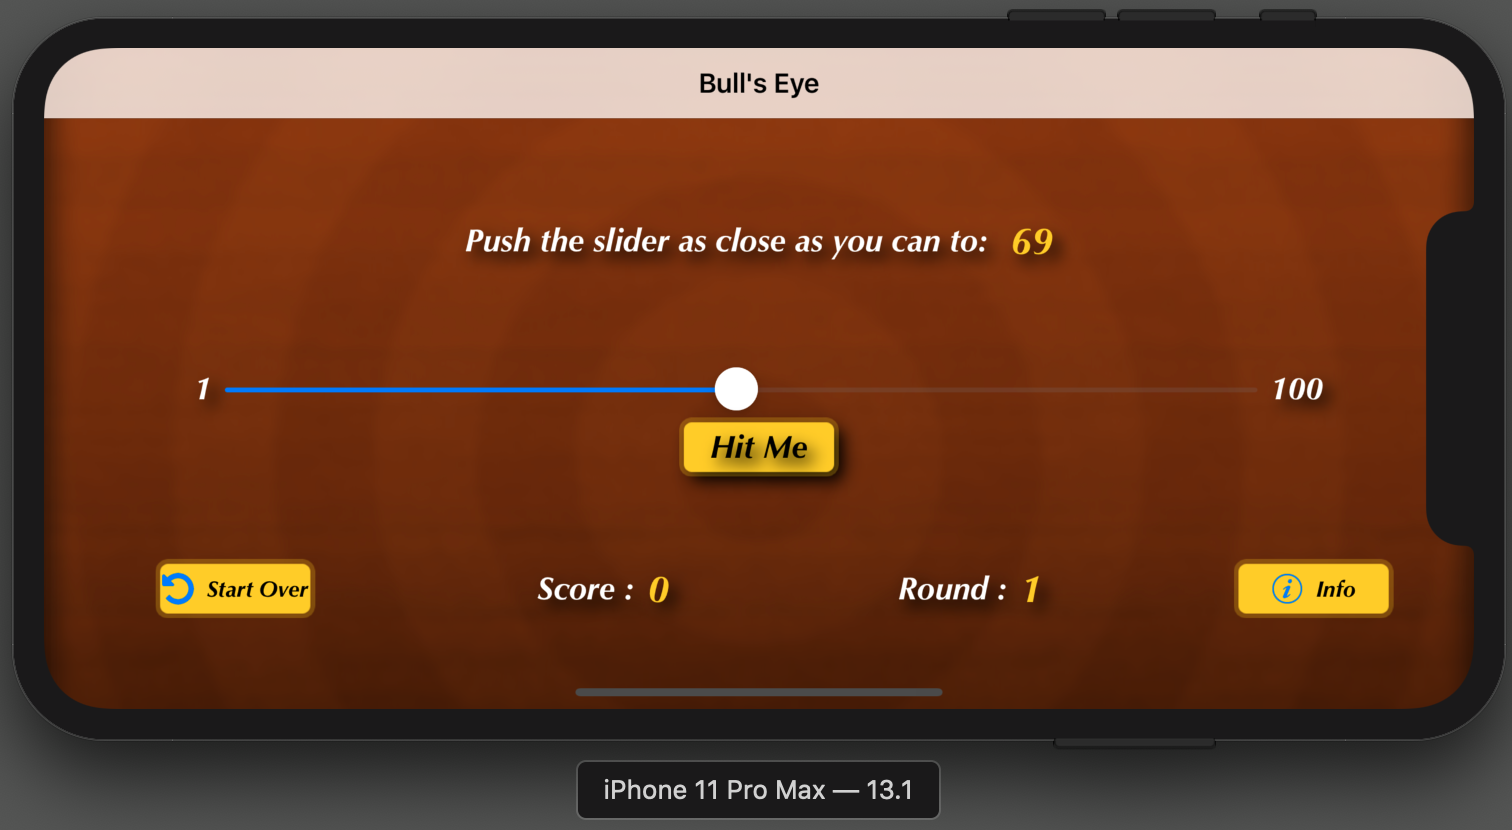 Bull's Eye
Push the slider as close as you can to: 69
1 100
Hit Me
Start Over Score : 0 Round : 1 Info
iPhone 11 Pro Max — 13.1